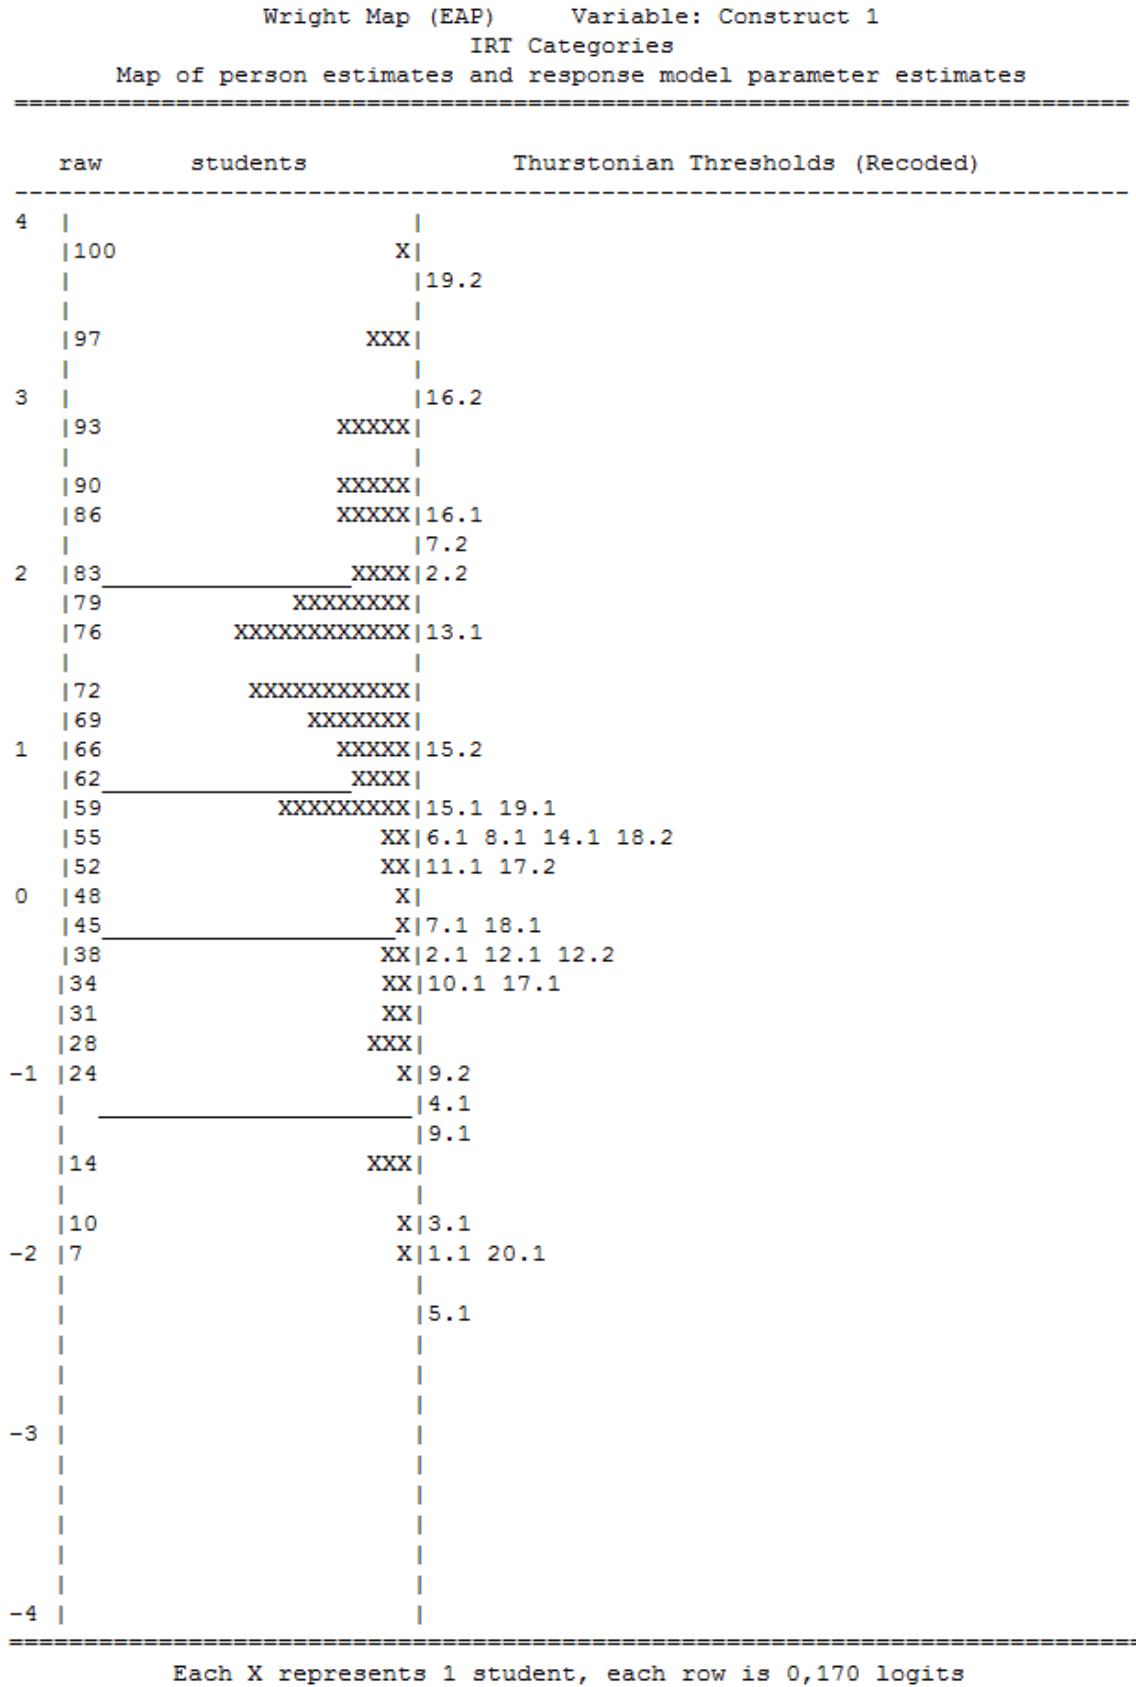 Wright Map (EAP)     Variable: Construct 1
IRT Categories
Map of person estimates and response model parameter estimates
============================================================================
raw      students              Thurstonian Thresholds (Recoded)
----------------------------------------------------------------------------
4  |                       |
   |100                   X|
   |                       |19.2
   |                       |
   |97                  XXX|
   |                       |
3  |                       |16.2
   |93                XXXXX|
   |                       |
   |90                XXXXX|
   |86                XXXXX|16.1
   |                       |7.2
2  |83_________________XXXX|2.2
   |79             XXXXXXXX|
   |76         XXXXXXXXXXXX|13.1
   |                       |
   |72          XXXXXXXXXXX|
   |69              XXXXXXX|
1  |66                XXXXX|15.2
   |62_________________XXXX|
   |59            XXXXXXXXX|15.1 19.1
   |55                   XX|6.1 8.1 14.1 18.2
   |52                   XX|11.1 17.2
0  |48                    X|
   |45____________________X|7.1 18.1
   |38                   XX|2.1 12.1 12.2
   |34                   XX|10.1 17.1
   |31                   XX|
   |28                  XXX|
-1 |24                    X|9.2
   |  _____________________|4.1
   |                       |9.1
   |14                  XXX|
   |                       |
   |10                    X|3.1
-2 |7                     X|1.1 20.1
   |                       |
   |                       |5.1
   |                       |
   |                       |
   |                       |
-3 |                       |
   |                       |
   |                       |
   |                       |
   |                       |
   |                       |
-4 |                       |
============================================================================
Each X represents 1 student, each row is 0,170 logits